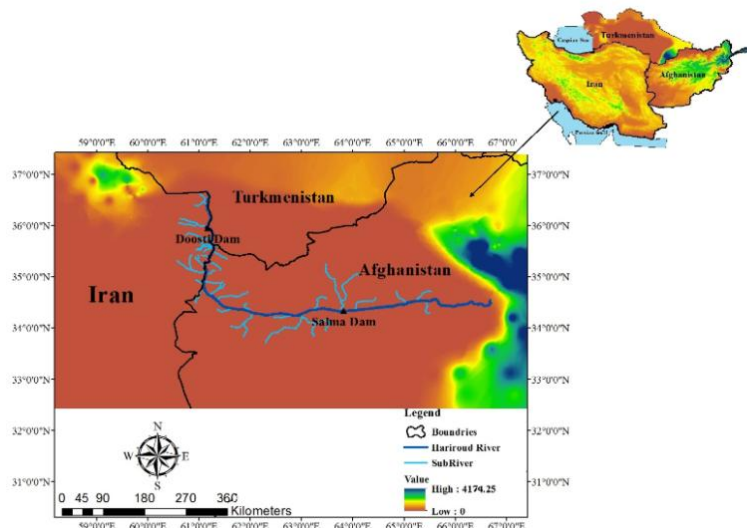 Caspian Sea
Turkmenistan
Iran
Afghanistan
59°0'0"E 60°0'0"E 61°0'0"E 62°0'0"E 63°0'0"E 64°0'0"E 65°0'0"E 66°0'0"E 67°0'0"E
37°0'0"N 37°0'0"N
Turkmenistan
36°0'0"N 36°0'0"N
Doosti Dam
35°0'0"N Afghanistan 35°0'0"N
Iran
34°0'0"N Salma Dam 34°0'0"N
33°0'0"N 33°0'0"N
32°0'0"N 32°0'0"N
Legend
Boundries
Hariroud River
SubRiver
N
W E
S
31°0'0"N 31°0'0"N
Value
High : 4174.25
Low : 0
0 45 90 180 270 360
Kilometers
59°0'0"E 60°0'0"E 61°0'0"E 62°0'0"E 63°0'0"E 64°0'0"E 65°0'0"E 66°0'0"E 67°0'0"E